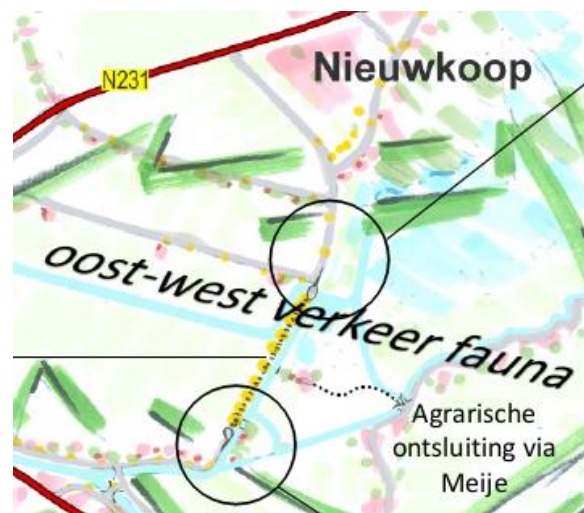 N231
Nieuwkoop
oost-west verkeer fauna
Agrarische
ontsluiting via
Meije